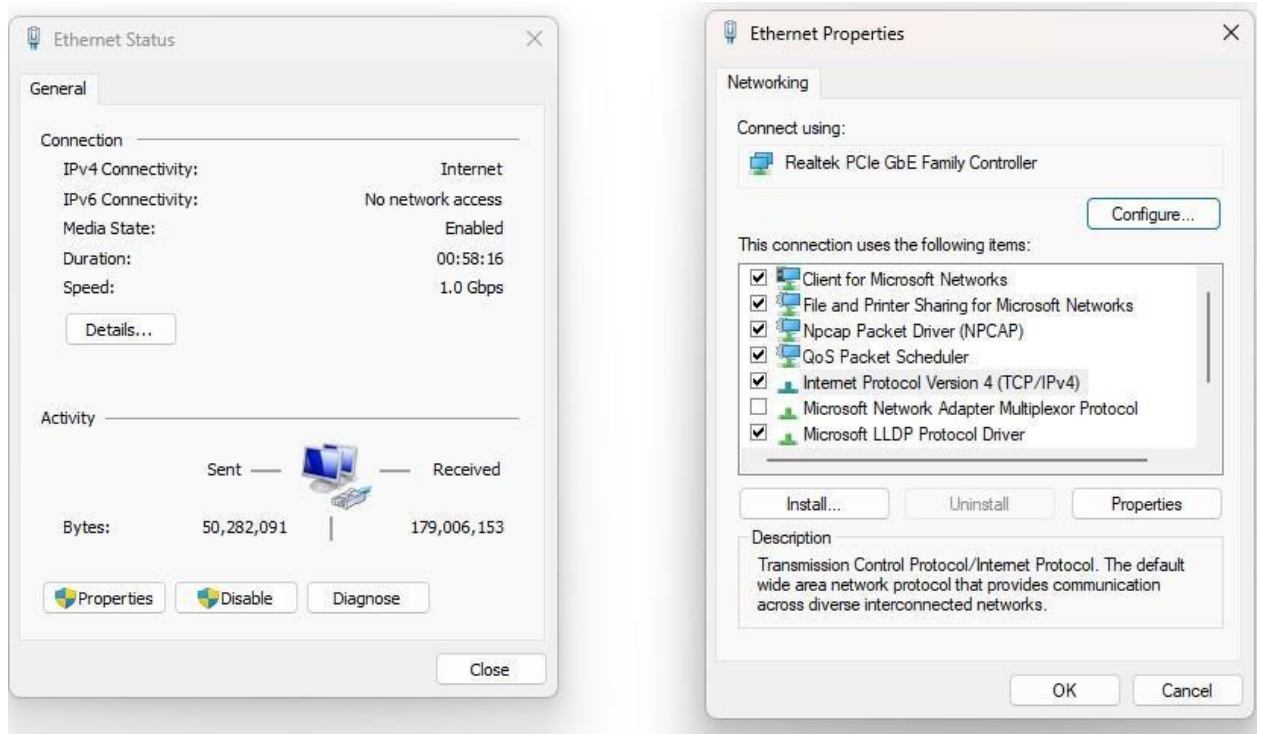 Ethernet Status
General
Connection
IPv4 Connectivity: Internet
IPv6 Connectivity: No network access
Media State: Enabled
Duration: 00:58:16
Speed: 1.0 Gbps
Details...
Activity
Sent Received
Bytes: 50,282,091 179,006,153
Properties Disable Diagnose
Close
Ethernet Properties
Networking
Connect using:
Realtek PCIe GbE Family Controller
Configure...
This connection uses the following items:
Client for Microsoft Networks
File and Printer Sharing for Microsoft Networks
Npcap Packet Driver (NPCAP)
QoS Packet Scheduler
Internet Protocol Version 4 (TCP/IPv4)
Microsoft Network Adapter Multiplexor Protocol
Microsoft LLDP Protocol Driver
Install... Uninstall Properties
Description
Transmission Control Protocol/Internet Protocol. The default
wide area network protocol that provides communication
across diverse interconnected networks.
OK Cancel